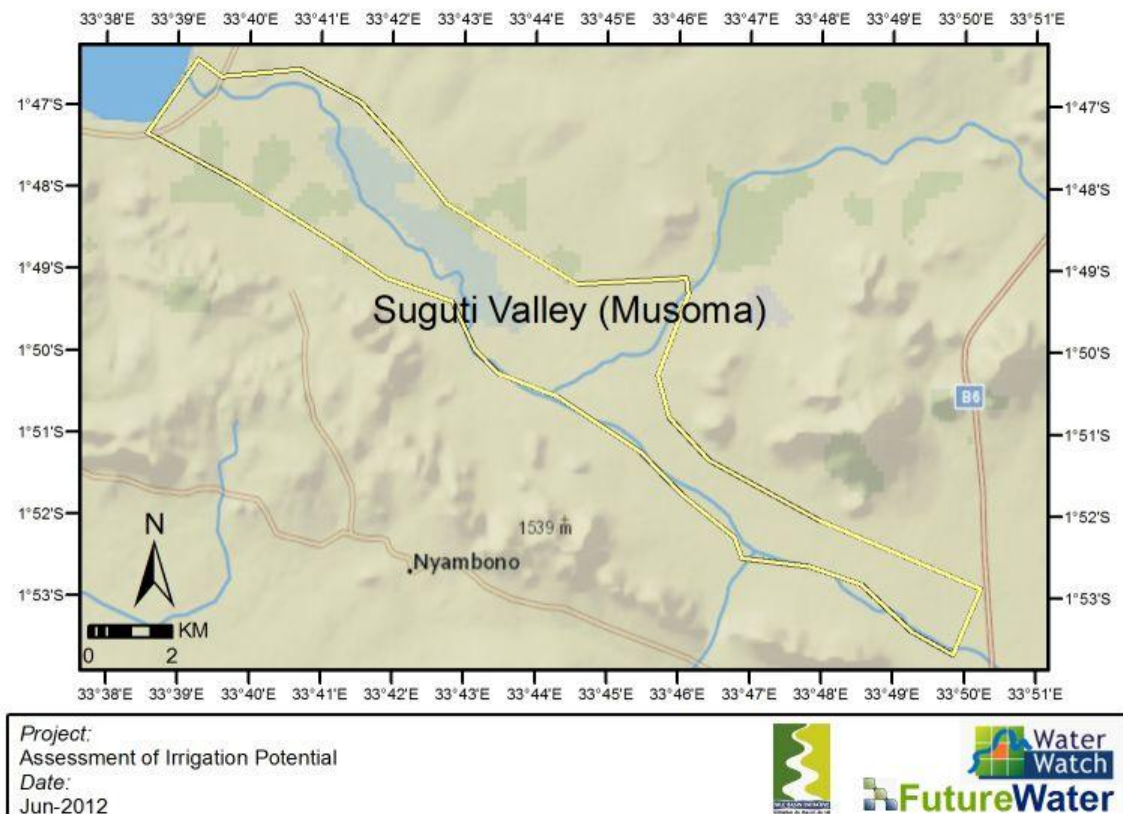 33°38'E 33°39'E 33°40'E 33°41'E 33°42'E 33°43'E 33°44'E 33°45'E 33°46'E 33°47'E 33°48'E 33°49'E 33°50'E 33°51'E
1°47'S 1°47'S
1°48'S 1°48'S
1°49'S 1°49'S
Suguti Valley (Musoma)
1°50'S 1°50'S
B6
1°51'S 1°51'S
1°52'S 1°52'S
N
1539 m
Nyambono
1°53'S 1°53'S
KM
0 2
33°38'E 33°39'E 33°40'E 33°41'E 33°42'E 33°43'E 33°44'E 33°45'E 33°46'E 33°47'E 33°48'E 33°49'E 33°50'E 33°51'E
Project:
Assessment of Irrigation Potential
Date:
Jun-2012
NILE BASIN INITIATIVE
Water
Watch
FutureWater